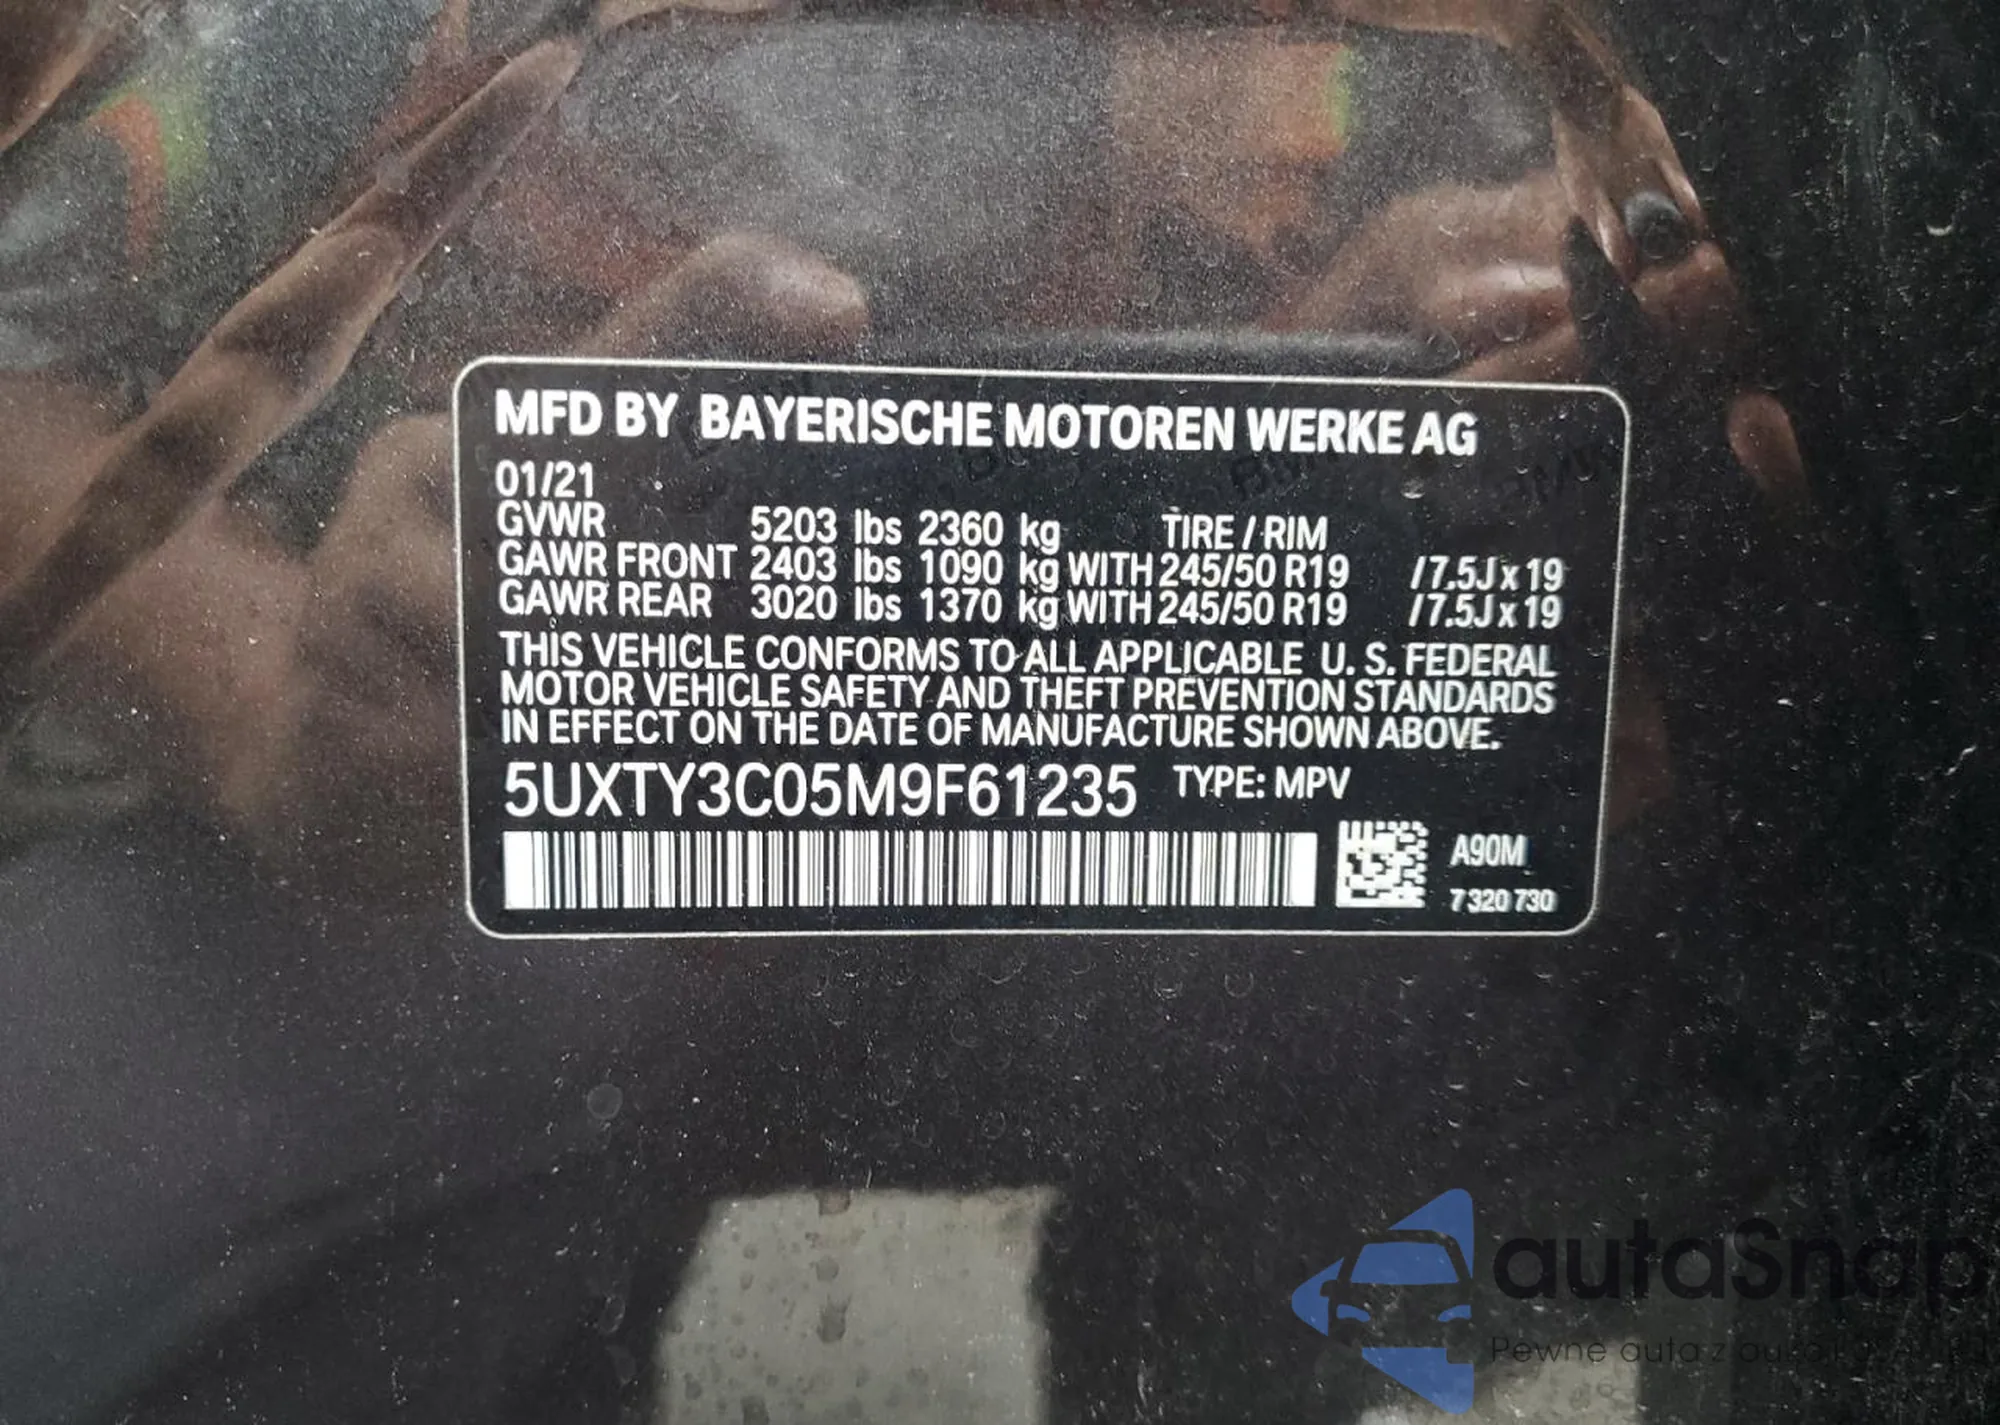 MFD BY BAYERISCHE MOTOREN WERKE AG
01/21
GVWR 5203 lbs 2360 kg TIRE / RIM
GAWR FRONT 2403 lbs 1090 kg WITH 245/50 R19 /7.5J x 19
GAWR REAR 3020 lbs 1370 kg WITH 245/50 R19 /7.5J x 19
THIS VEHICLE CONFORMS TO ALL APPLICABLE U. S. FEDERAL
MOTOR VEHICLE SAFETY AND THEFT PREVENTION STANDARDS
IN EFFECT ON THE DATE OF MANUFACTURE SHOWN ABOVE.
5UXTY3C05M9F61235 TYPE: MPV
A90M
7 320 730
autaSnap
Pewne auta z